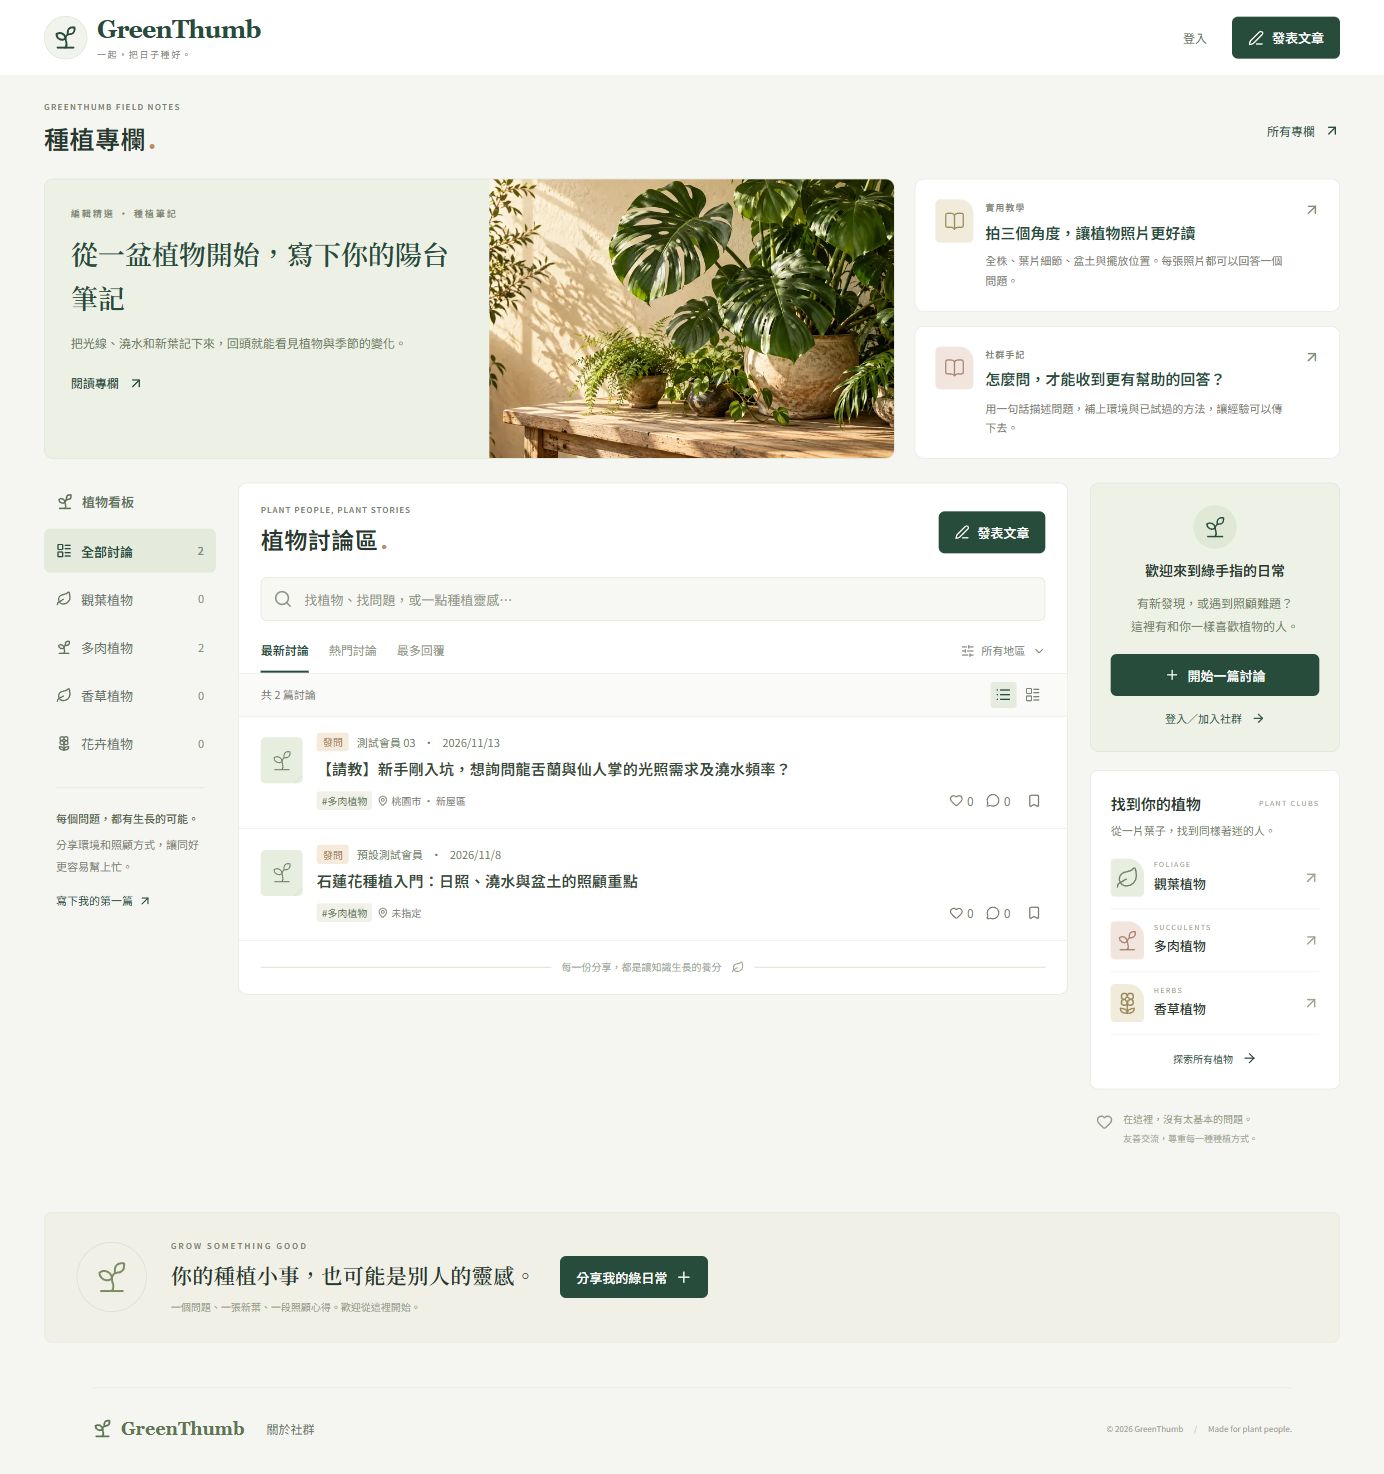 GreenThumb
一起，把日子種好。
登入
發表文章
GREENTHUMB FIELD NOTES
種植專欄.
所有專欄
編輯精選 · 種植筆記
從一盆植物開始，寫下你的陽台
筆記
把光線、澆水和新葉記下來，回頭就能看見植物與季節的變化。
閱讀專欄
實用教學
拍三個角度，讓植物照片更好讀
全株、葉片細節、盆土與擺放位置。每張照片都可以回答一個
問題。
社群手記
怎麼問，才能收到更有幫助的回答？
用一句話描述問題，補上環境與已試過的方法，讓經驗可以傳
下去。
植物看板
全部討論 2
觀葉植物 0
多肉植物 2
香草植物 0
花卉植物 0
每個問題，都有生長的可能。
分享環境和照顧方式，讓同好
更容易幫上忙。
寫下我的第一篇
PLANT PEOPLE, PLANT STORIES
植物討論區.
發表文章
找植物、找問題，或一點種植靈感⋯
最新討論 熱門討論 最多回覆
所有地區
共 2 篇討論
發問 測試會員 03 · 2026/11/13
【請教】新手剛入坑，想詢問龍舌蘭與仙人掌的光照需求及澆水頻率？
#多肉植物 桃園市 · 新屋區
0 0
發問 預設測試會員 · 2026/11/8
石蓮花種植入門：日照、澆水與盆土的照顧重點
#多肉植物 未指定
0 0
每一份分享，都是讓知識生長的養分
歡迎來到綠手指的日常
有新發現，或遇到照顧難題？
這裡有和你一樣喜歡植物的人。
開始一篇討論
登入／加入社群
找到你的植物
PLANT CLUBS
從一片葉子，找到同樣著迷的人。
FOLIAGE
觀葉植物
SUCCULENTS
多肉植物
HERBS
香草植物
探索所有植物
在這裡，沒有太基本的問題。
友善交流，尊重每一種種植方式。
GROW SOMETHING GOOD
你的種植小事，也可能是別人的靈感。
一個問題、一張新葉、一段照顧心得。歡迎從這裡開始。
分享我的綠日常
GreenThumb
關於社群
© 2026 GreenThumb / Made for plant people.